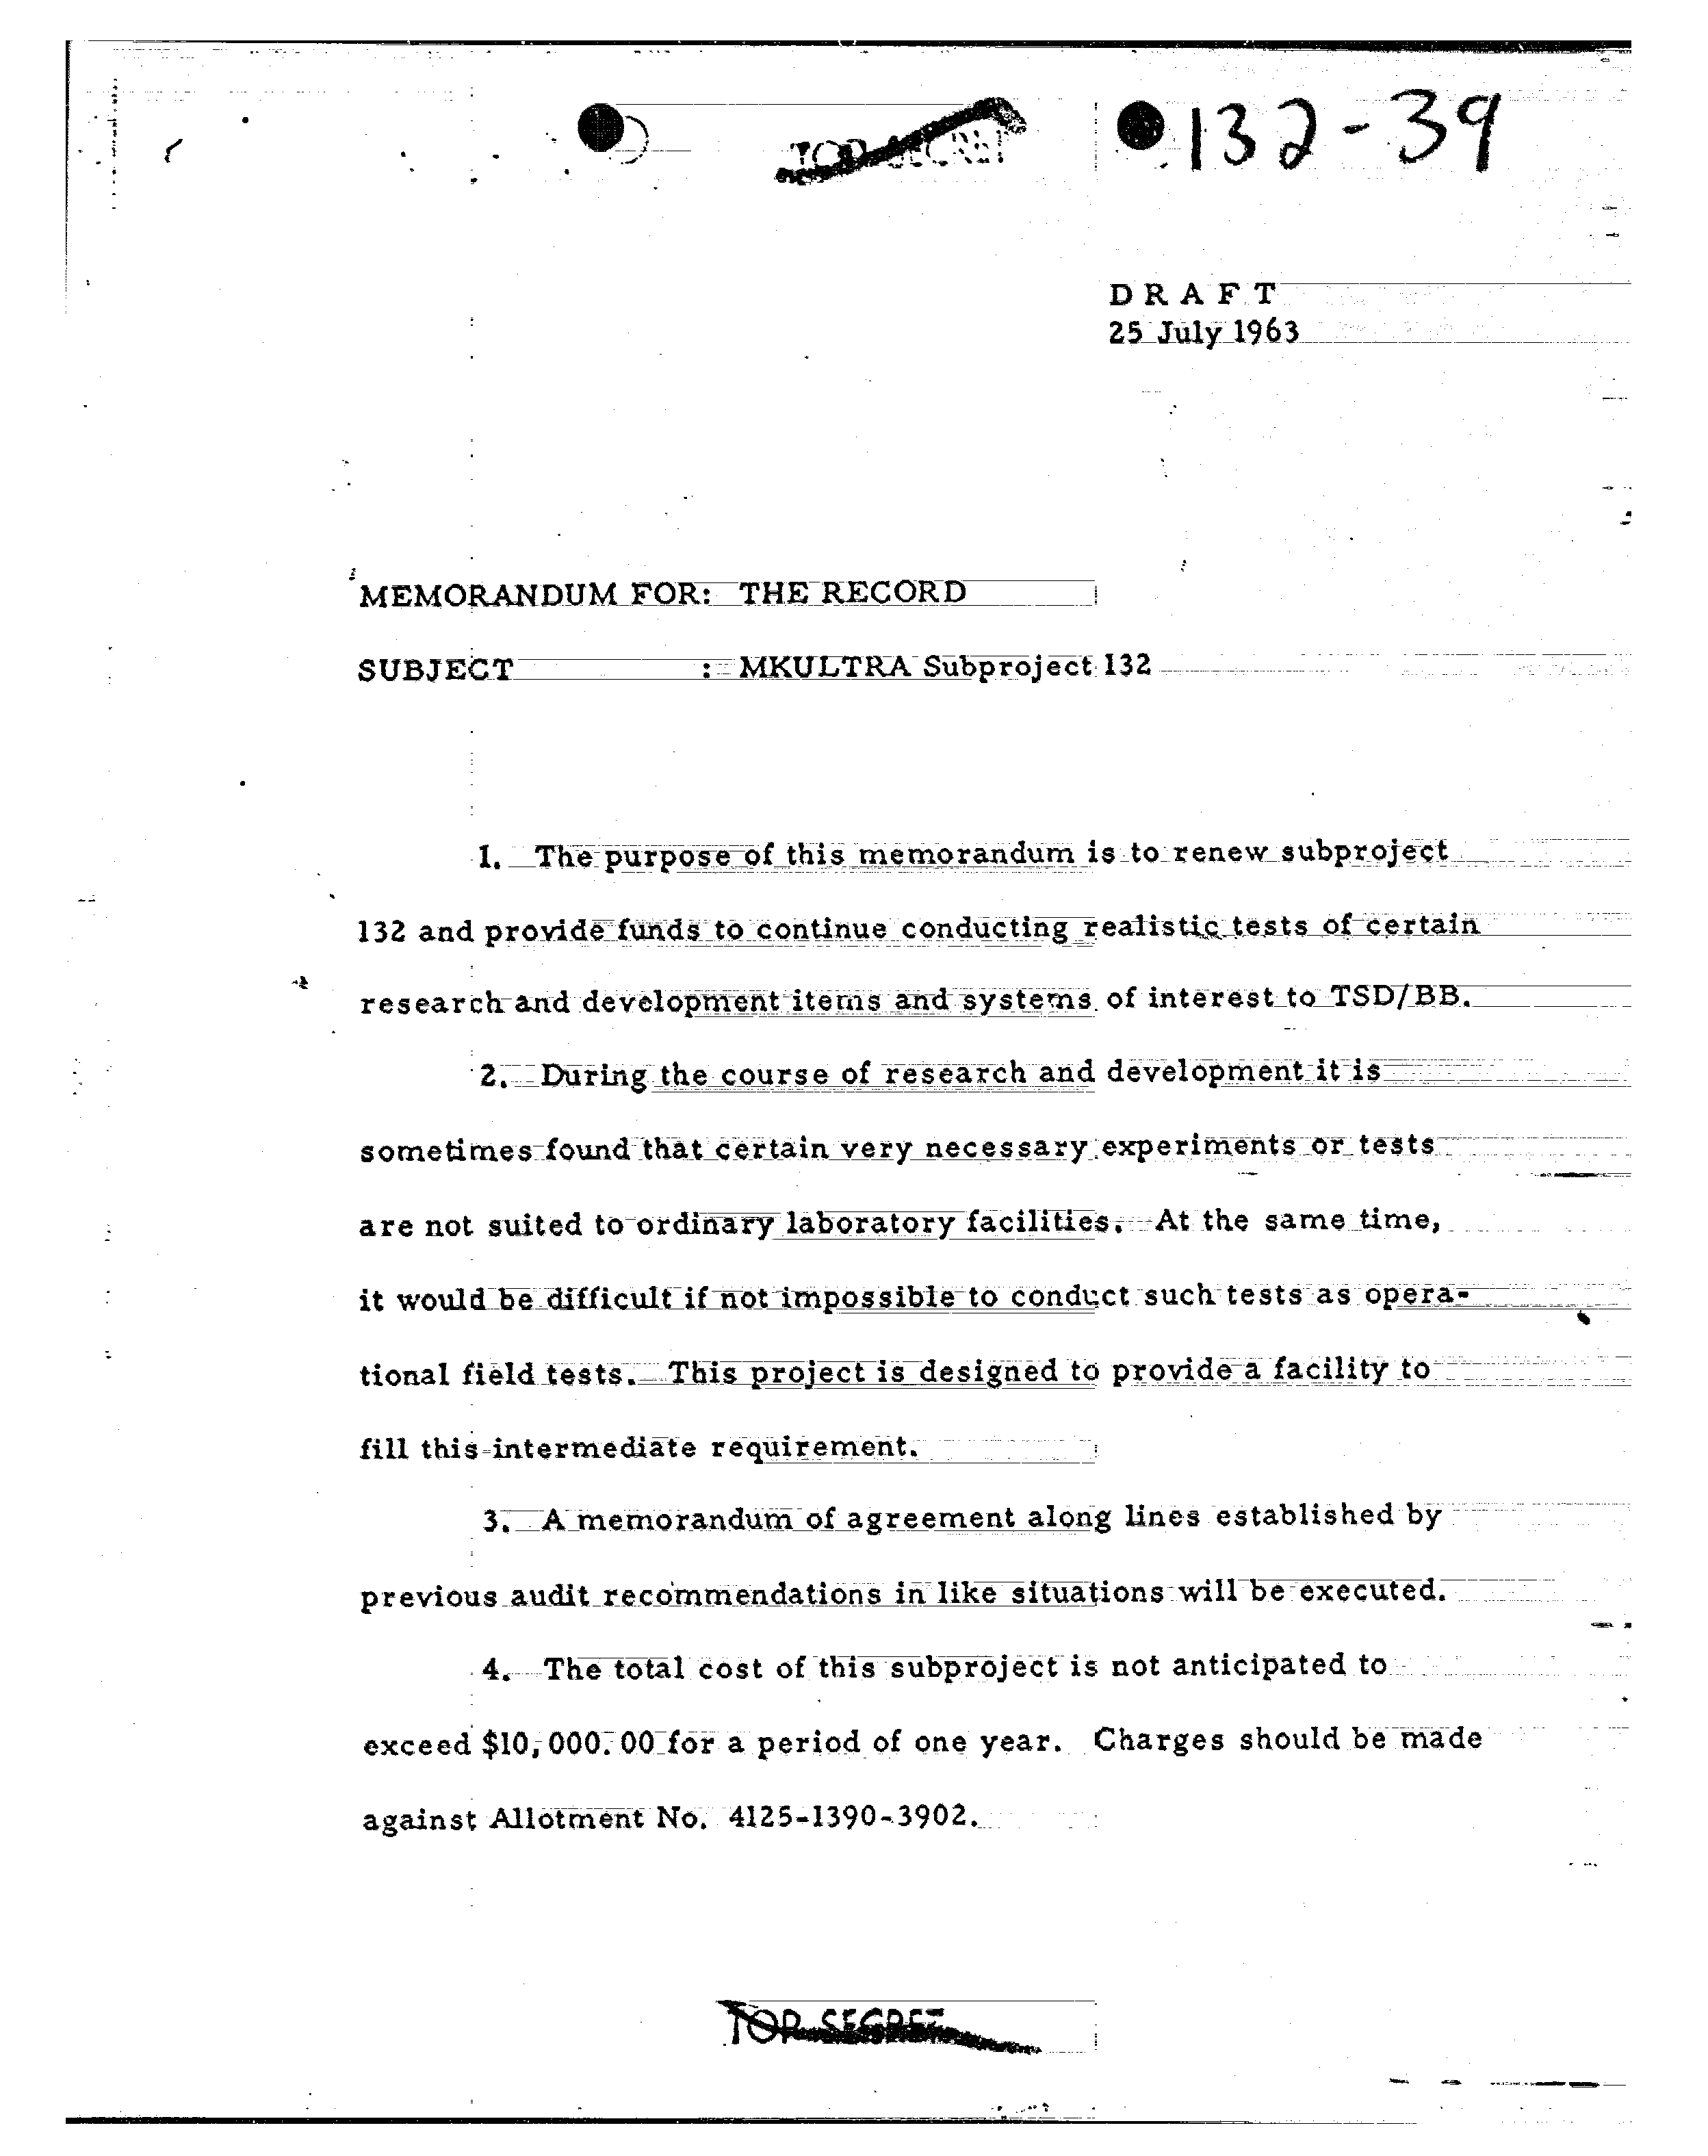 TOP SECRET
132-39
D R A F T
25 July 1963
MEMORANDUM FOR: THE RECORD
SUBJECT : MKULTRA Subproject 132
1. The purpose of this memorandum is to renew subproject
132 and provide funds to continue conducting realistic tests of certain
research and development items and systems of interest to TSD/BB.
2. During the course of research and development it is
sometimes found that certain very necessary experiments or tests
are not suited to ordinary laboratory facilities. At the same time,
it would be difficult if not impossible to conduct such tests as opera-
tional field tests. This project is designed to provide a facility to
fill this intermediate requirement.
3. A memorandum of agreement along lines established by
previous audit recommendations in like situations will be executed.
4. The total cost of this subproject is not anticipated to
exceed $10,000.00 for a period of one year. Charges should be made
against Allotment No. 4125-1390-3902.
TOP SECRET